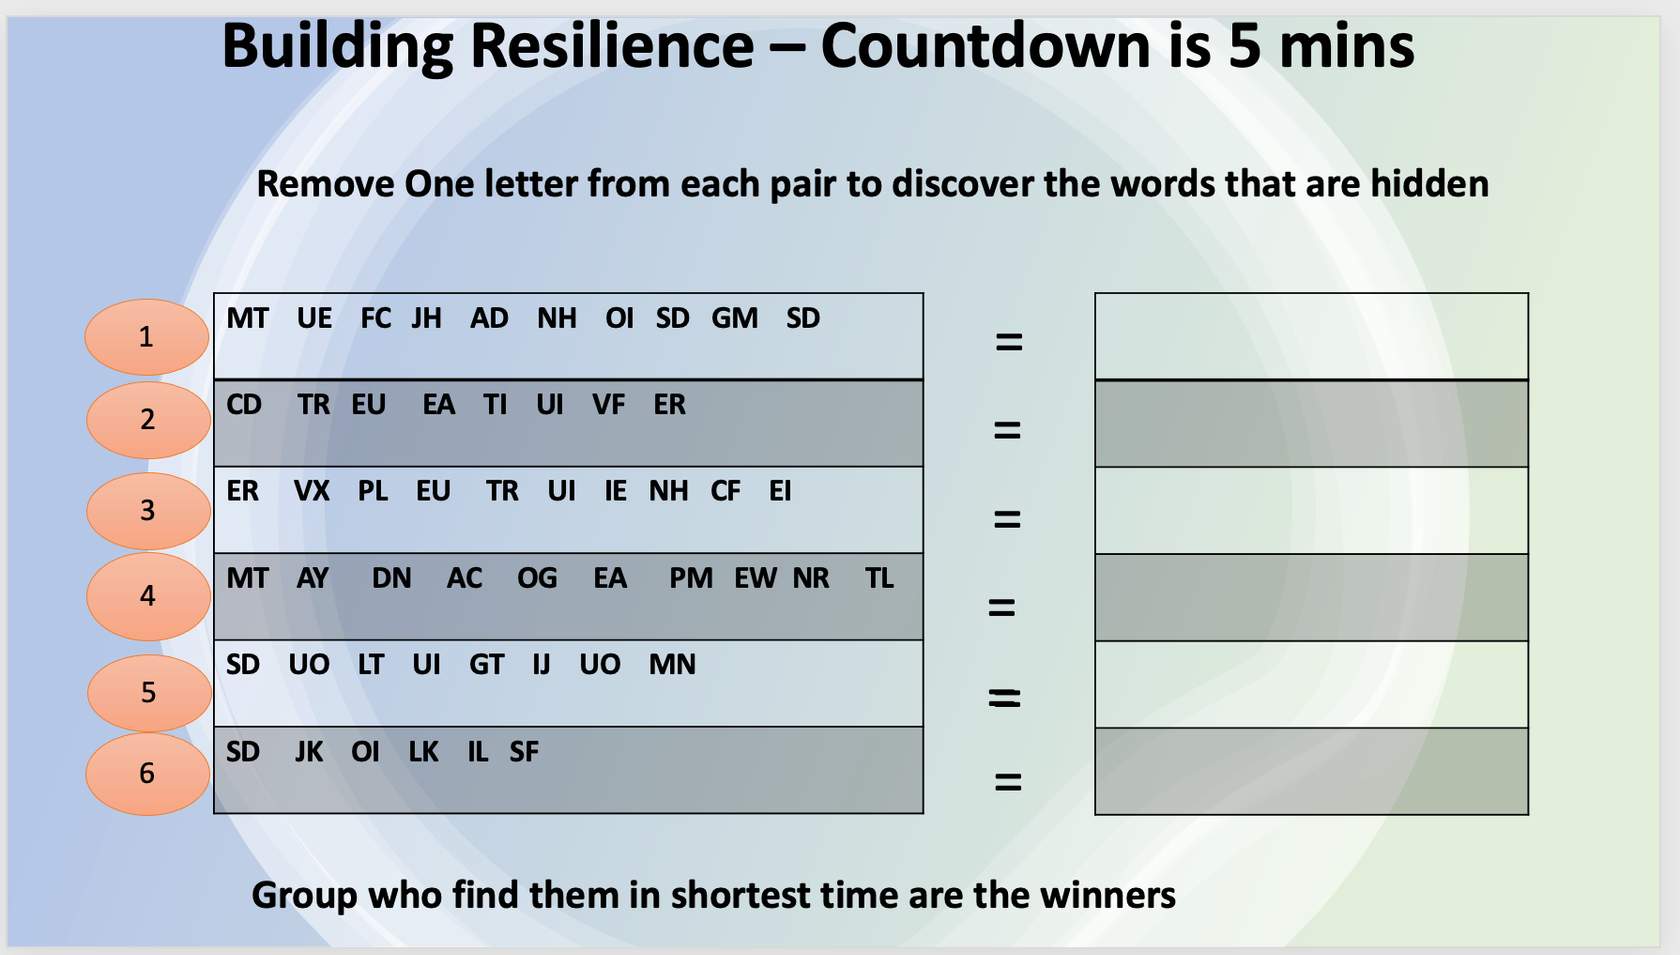 Building Resilience – Countdown is 5 mins
Remove One letter from each pair to discover the words that are hidden
1 MT UE FC JH AD NH OI SD GM SD =
2 CD TR EU EA TI UI VF ER =
3 ER VX PL EU TR UI IE NH CF EI =
4 MT AY DN AC OG EA PM EW NR TL =
5 SD UO LT UI GT IJ UO MN =
6 SD JK OI LK IL SF =
Group who find them in shortest time are the winners